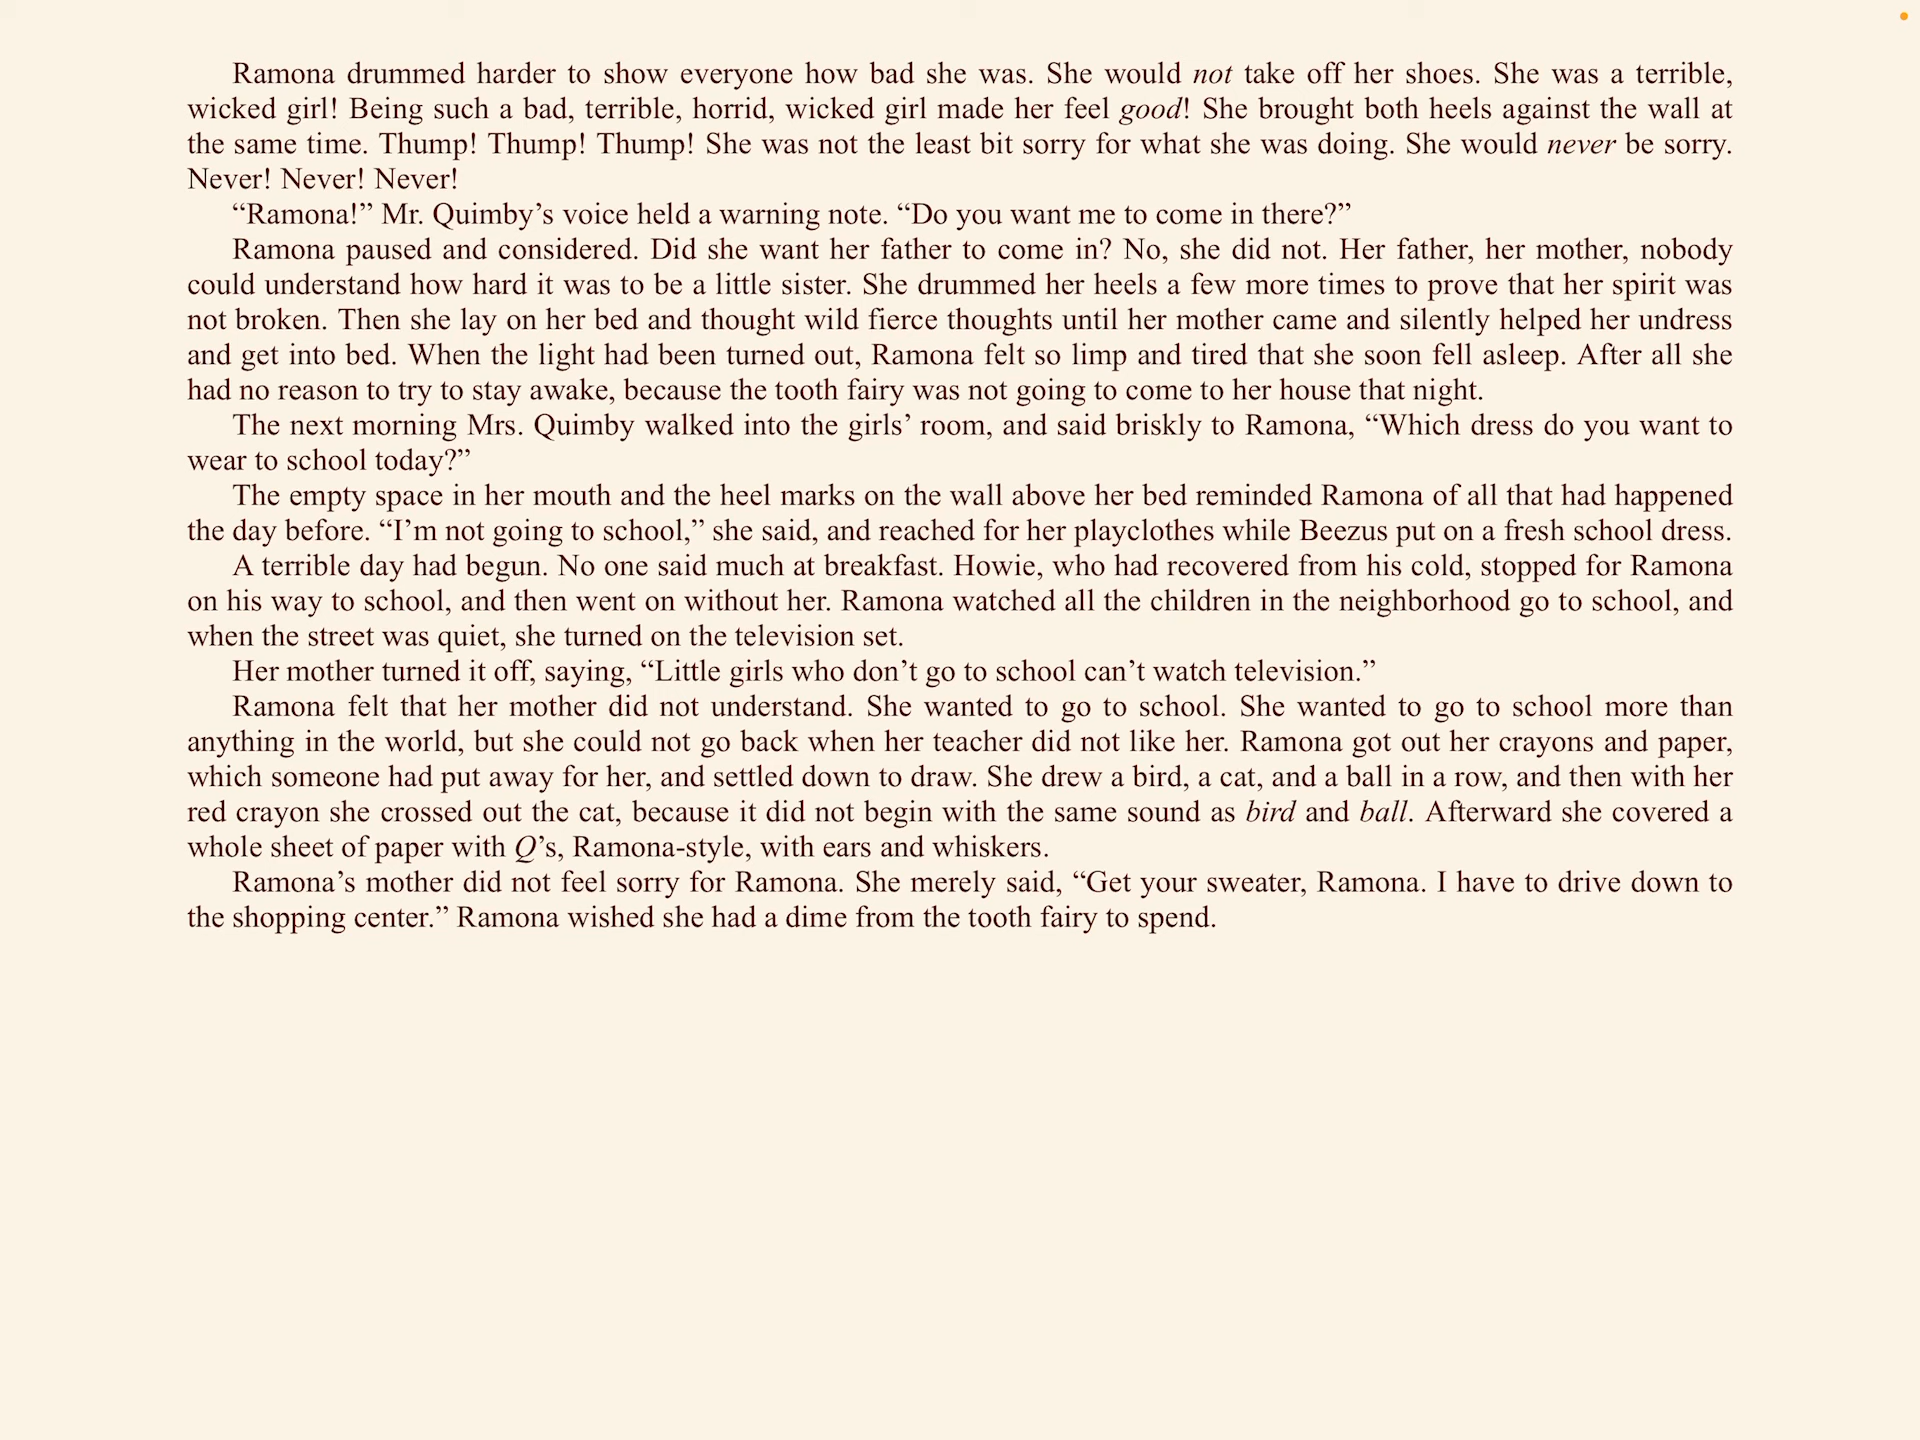 Ramona drummed harder to show everyone how bad she was. She would not take off her shoes. She was a terrible,
wicked girl! Being such a bad, terrible, horrid, wicked girl made her feel good! She brought both heels against the wall at
the same time. Thump! Thump! Thump! She was not the least bit sorry for what she was doing. She would never be sorry.
Never! Never! Never!
“Ramona!” Mr. Quimby’s voice held a warning note. “Do you want me to come in there?”
Ramona paused and considered. Did she want her father to come in? No, she did not. Her father, her mother, nobody
could understand how hard it was to be a little sister. She drummed her heels a few more times to prove that her spirit was
not broken. Then she lay on her bed and thought wild fierce thoughts until her mother came and silently helped her undress
and get into bed. When the light had been turned out, Ramona felt so limp and tired that she soon fell asleep. After all she
had no reason to try to stay awake, because the tooth fairy was not going to come to her house that night.
The next morning Mrs. Quimby walked into the girls’ room, and said briskly to Ramona, “Which dress do you want to
wear to school today?”
The empty space in her mouth and the heel marks on the wall above her bed reminded Ramona of all that had happened
the day before. “I’m not going to school,” she said, and reached for her playclothes while Beezus put on a fresh school dress.
A terrible day had begun. No one said much at breakfast. Howie, who had recovered from his cold, stopped for Ramona
on his way to school, and then went on without her. Ramona watched all the children in the neighborhood go to school, and
when the street was quiet, she turned on the television set.
Her mother turned it off, saying, “Little girls who don’t go to school can’t watch television.”
Ramona felt that her mother did not understand. She wanted to go to school. She wanted to go to school more than
anything in the world, but she could not go back when her teacher did not like her. Ramona got out her crayons and paper,
which someone had put away for her, and settled down to draw. She drew a bird, a cat, and a ball in a row, and then with her
red crayon she crossed out the cat, because it did not begin with the same sound as bird and ball. Afterward she covered a
whole sheet of paper with Q’s, Ramona-style, with ears and whiskers.
Ramona’s mother did not feel sorry for Ramona. She merely said, “Get your sweater, Ramona. I have to drive down to
the shopping center.” Ramona wished she had a dime from the tooth fairy to spend.